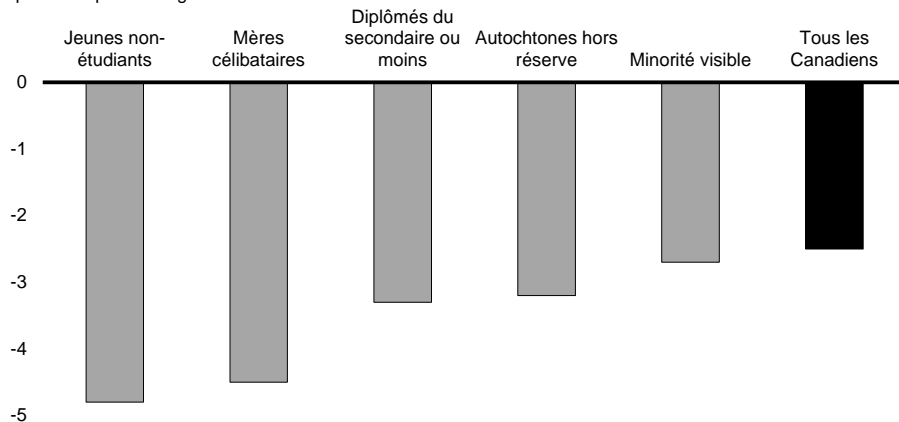 Jeunes non-
étudiants
Mères
célibataires
Diplômés du
secondaire ou
moins
Autochtones hors
réserve
Minorité visible
Tous les
Canadiens
0
-1
-2
-3
-4
-5